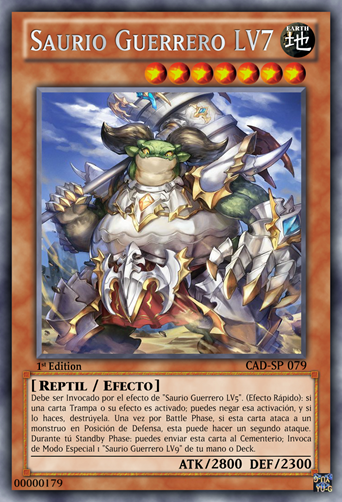 SAURIO GUERRERO LV7
EARTH
地
1st Edition
CAD-SP 079
[ REPTIL / EFECTO ]
Debe ser Invocado por el efecto de "Saurio Guerrero LV5". (Efecto Rápido): si
una carta Trampa o su efecto es activado; puedes negar esa activación, y si
lo haces, destrúyela. Una vez por Battle Phase, si esta carta ataca a
un monstruo en Posición de Defensa, esta puede hacer un segundo ataque.
Durante tú Standby Phase: puedes enviar esta carta al Cementerio; Invoca
de Modo Especial 1 "Saurio Guerrero LV9" de tu mano o Deck.
ATK/2800 DEF/2300
00000179